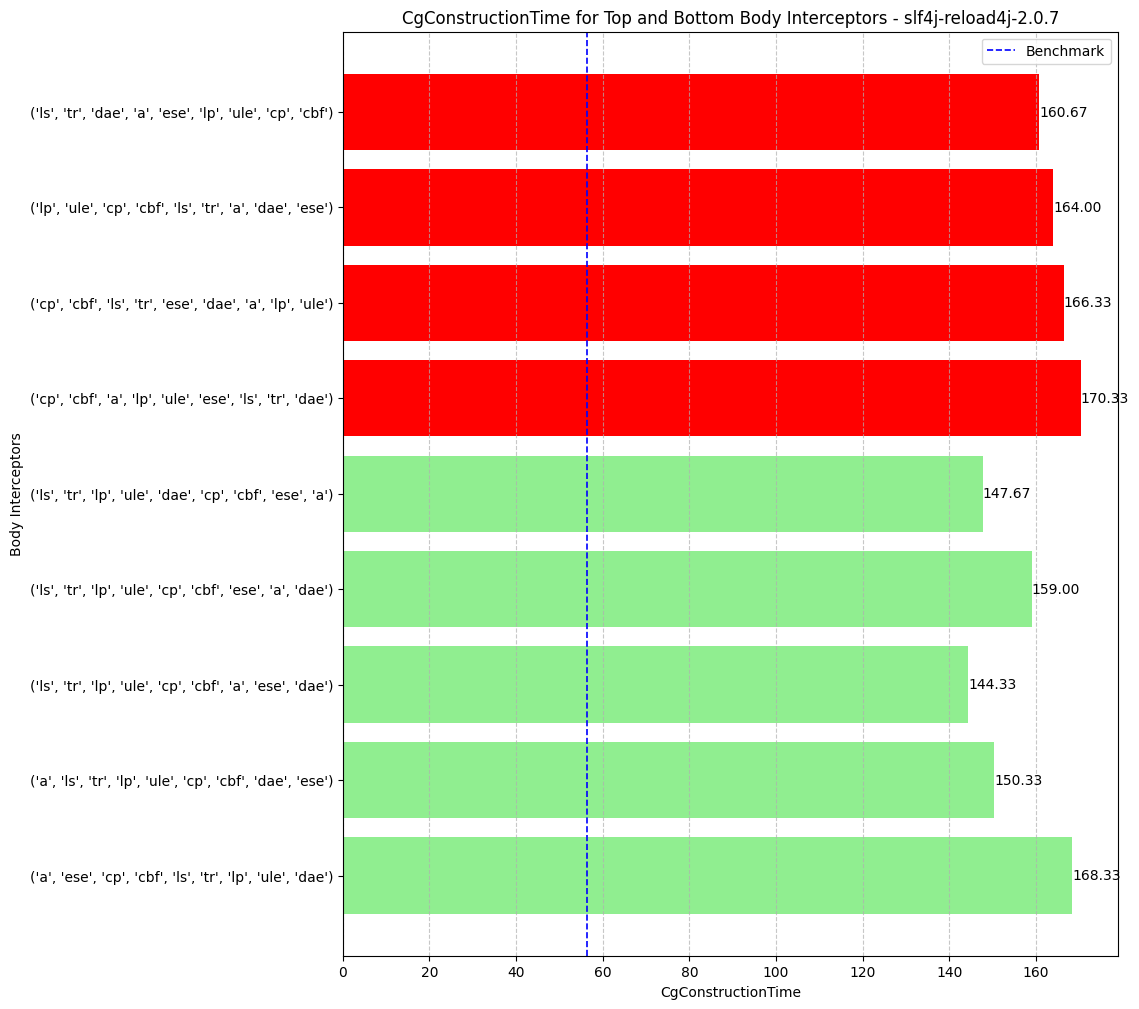 CgConstructionTime for Top and Bottom Body Interceptors - slf4j-reload4j-2.0.7
Benchmark
('ls', 'tr', 'dae', 'a', 'ese', 'lp', 'ule', 'cp', 'cbf')
160.67
('lp', 'ule', 'cp', 'cbf', 'ls', 'tr', 'a', 'dae', 'ese')
164.00
('cp', 'cbf', 'ls', 'tr', 'ese', 'dae', 'a', 'lp', 'ule')
166.33
('cp', 'cbf', 'a', 'lp', 'ule', 'ese', 'ls', 'tr', 'dae')
170.33
Body Interceptors
('ls', 'tr', 'lp', 'ule', 'dae', 'cp', 'cbf', 'ese', 'a')
147.67
('ls', 'tr', 'lp', 'ule', 'cp', 'cbf', 'ese', 'a', 'dae')
159.00
('ls', 'tr', 'lp', 'ule', 'cp', 'cbf', 'a', 'ese', 'dae')
144.33
('a', 'ls', 'tr', 'lp', 'ule', 'cp', 'cbf', 'dae', 'ese')
150.33
('a', 'ese', 'cp', 'cbf', 'ls', 'tr', 'lp', 'ule', 'dae')
168.33
0 20 40 60 80 100 120 140 160
CgConstructionTime